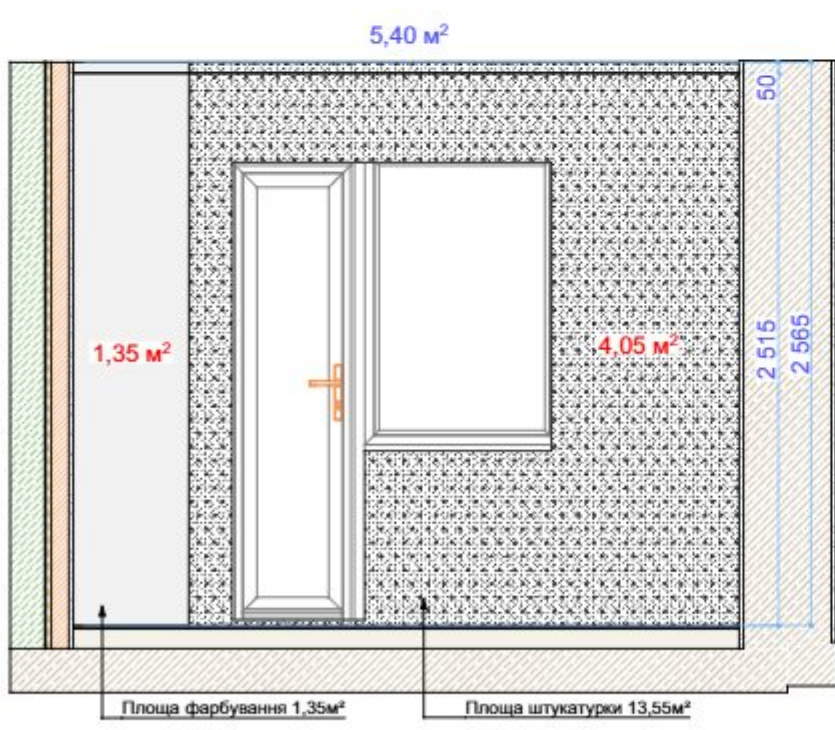 5,40 м²
50
1,35 м²
4,05 м²
2 515
2 565
Площа фарбування 1,35м²
Площа штукатурки 13,55м²